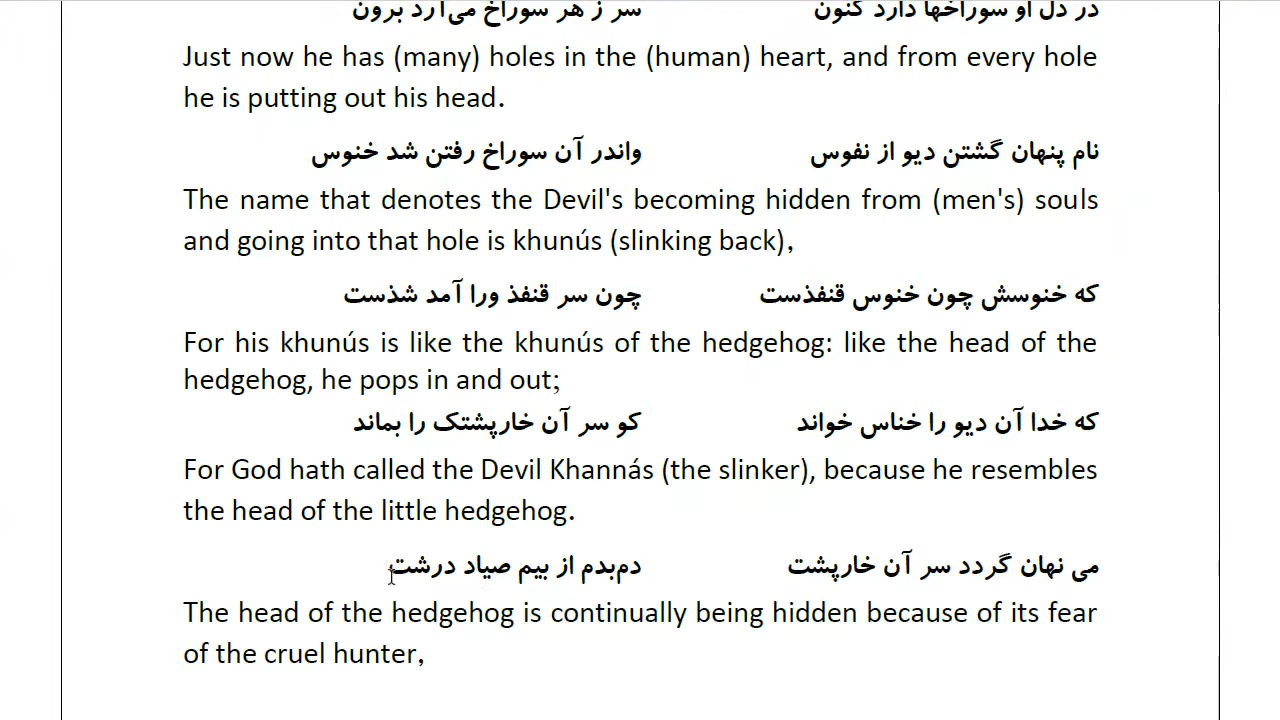 در دل او سوراخها دارد کنون سر ز هر سوراخ می‌آرد برون
Just now he has (many) holes in the (human) heart, and from every hole
he is putting out his head.
نام پنهان گشتن دیو از نفوس واندر آن سوراخ رفتن شد خنوس
The name that denotes the Devil's becoming hidden from (men's) souls
and going into that hole is khunús (slinking back),
که خنوسش چون خنوس قنفذست چون سر قنفذ ورا آمد شذست
For his khunús is like the khunús of the hedgehog: like the head of the
hedgehog, he pops in and out;
که خدا آن دیو را خناس خواند کو سر آن خارپشتک را بماند
For God hath called the Devil Khannás (the slinker), because he resembles
the head of the little hedgehog.
می نهان گردد سر آن خارپشت دم‌بدم از بیم صیاد درشت
The head of the hedgehog is continually being hidden because of its fear
of the cruel hunter,